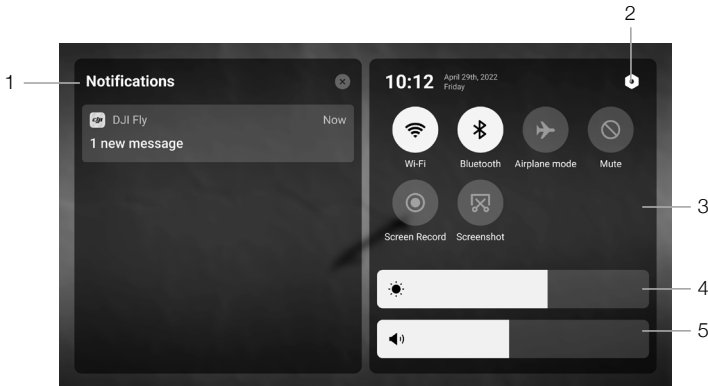 2
1
Notifications
DJI Fly
Now
1 new message
10:12
April 29th, 2022
Friday
Wi-Fi
Bluetooth
Airplane mode
Mute
Screen Record
Screenshot
3
4
5